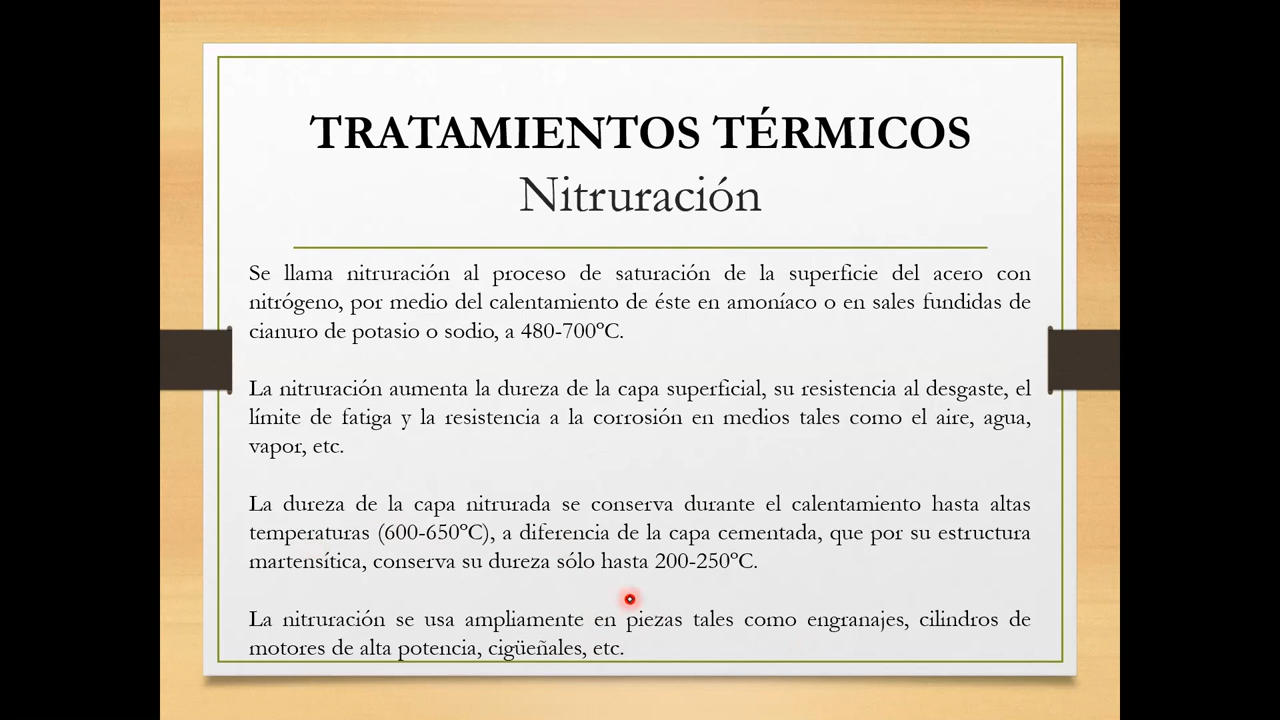 TRATAMIENTOS TÉRMICOS
Nitruración
Se llama nitruración al proceso de saturación de la superficie del acero con
nitrógeno, por medio del calentamiento de éste en amoníaco o en sales fundidas de
cianuro de potasio o sodio, a 480-700ºC.
La nitruración aumenta la dureza de la capa superficial, su resistencia al desgaste, el
límite de fatiga y la resistencia a la corrosión en medios tales como el aire, agua,
vapor, etc.
La dureza de la capa nitrurada se conserva durante el calentamiento hasta altas
temperaturas (600-650ºC), a diferencia de la capa cementada, que por su estructura
martensítica, conserva su dureza sólo hasta 200-250ºC.
La nitruración se usa ampliamente en piezas tales como engranajes, cilindros de
motores de alta potencia, cigüeñales, etc.